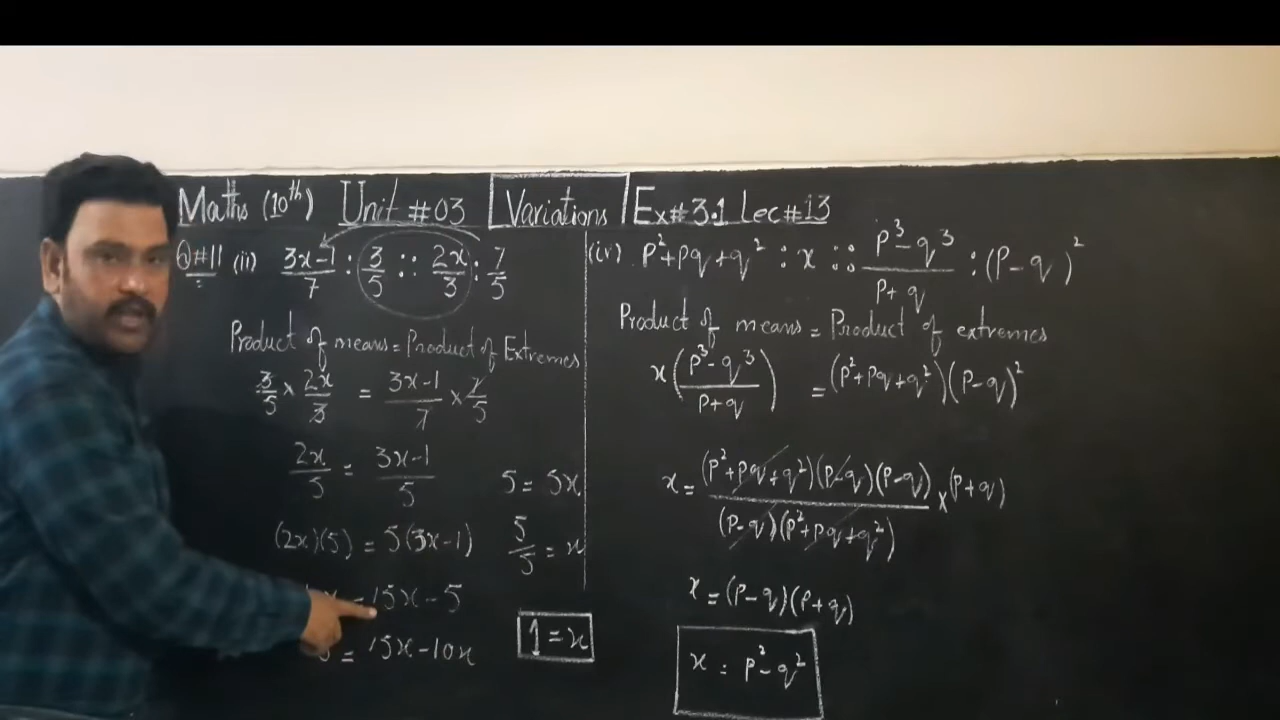 Maths (10th) Unit #03 Variations Ex#3.1 Lec#13
Q#11 (ii) 3x-1/7 : 3/5 :: 2x/3 : 7/5
Product of means = Product of Extremes
3/5 × 2x/3 = 3x-1/7 × 7/5
2x/5 = 3x-1/5
(2x)(5) = 5(3x-1)
= 15x-5
= 15x-10x
5 = 5x
5/5 = x
1 = x
(iv) p²+pq+q² : x :: p³-q³/p+q : (p-q)²
Product of means = Product of extremes
x(p³-q³/p+q) = (p²+pq+q²)(p-q)²
x = (p²+pq+q²)(p-q)(p-q)/(p-q)(p²+pq+q²) × (p+q)
x = (p-q)(p+q)
x = p²-q²